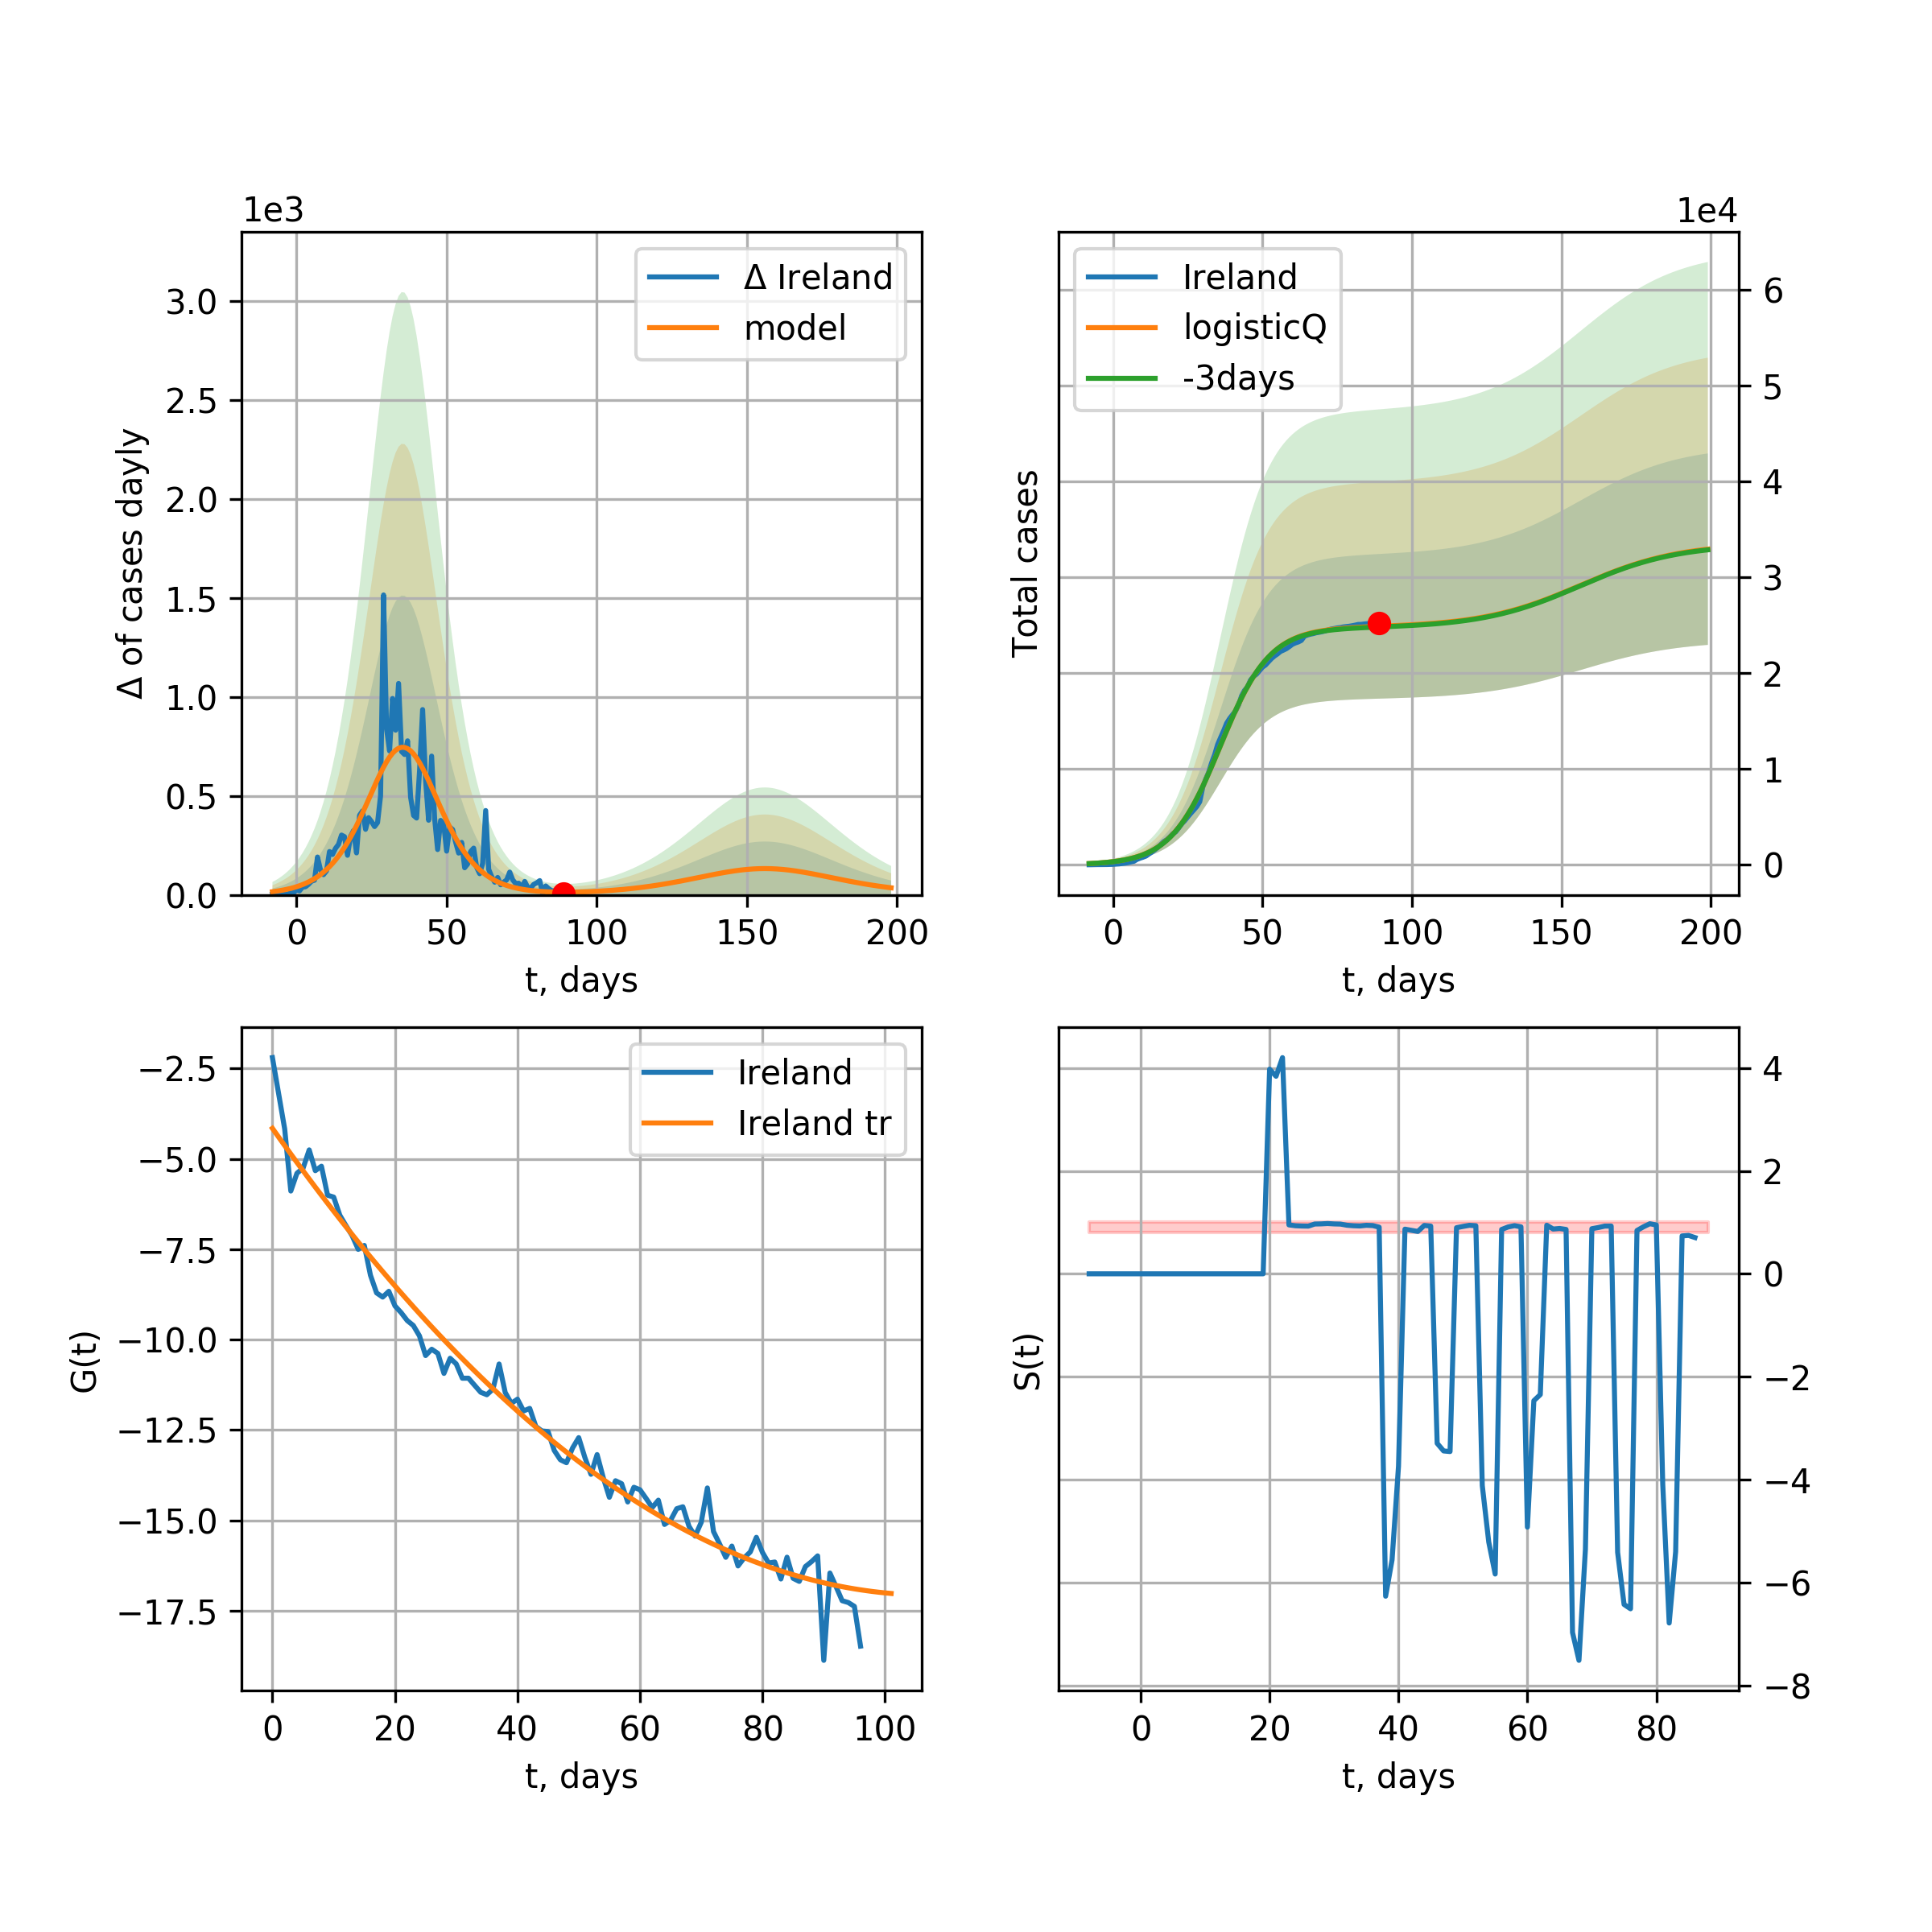 1e3
Δ Ireland
model
3.0
2.5
2.0
1.5
1.0
0.5
0.0
Δ of cases dayly
0 50 100 150 200
t, days
1e4
Ireland
logisticQ
-3days
6
5
4
3
2
1
0
Total cases
0 50 100 150 200
t, days
Ireland
Ireland tr
−2.5
−5.0
−7.5
−10.0
−12.5
−15.0
−17.5
G(t)
0 20 40 60 80 100
t, days
4
2
0
−2
−4
−6
−8
S(t)
0 20 40 60 80
t, days